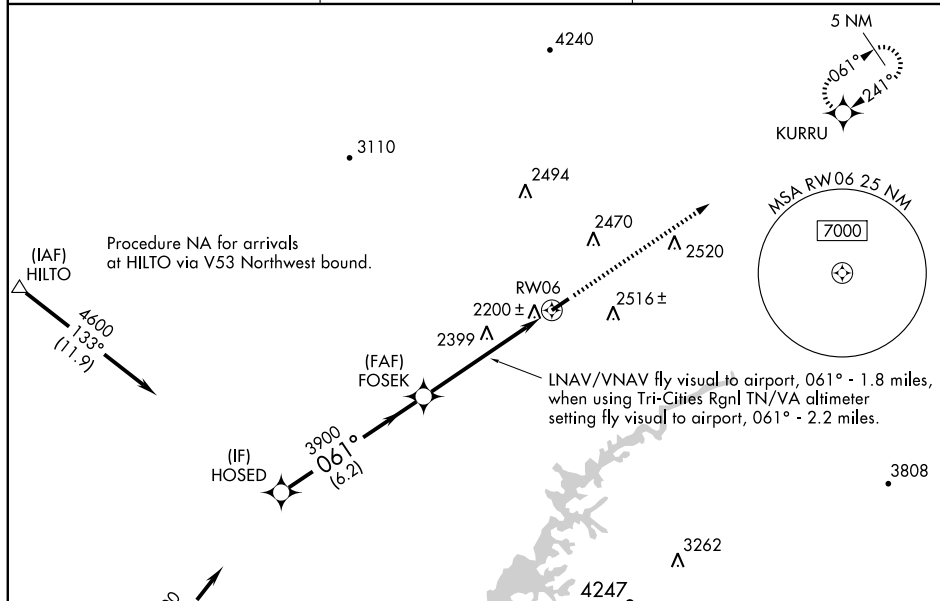 5 NM
4240
061°
241°
KURRU
3110
2494
MSA RW06 25 NM
7000
Procedure NA for arrivals
at HILTO via V53 Northwest bound.
(IAF)
HILTO
2470
2520
RW06
2200 ±
2516 ±
2399
4600
133°
(11.9)
(FAF)
FOSEK
LNAV/VNAV fly visual to airport, 061° - 1.8 miles,
when using Tri-Cities Rgnl TN/VA altimeter
setting fly visual to airport, 061° - 2.2 miles.
3900
061°
(6.2)
(IF)
HOSED
3808
3262
4247